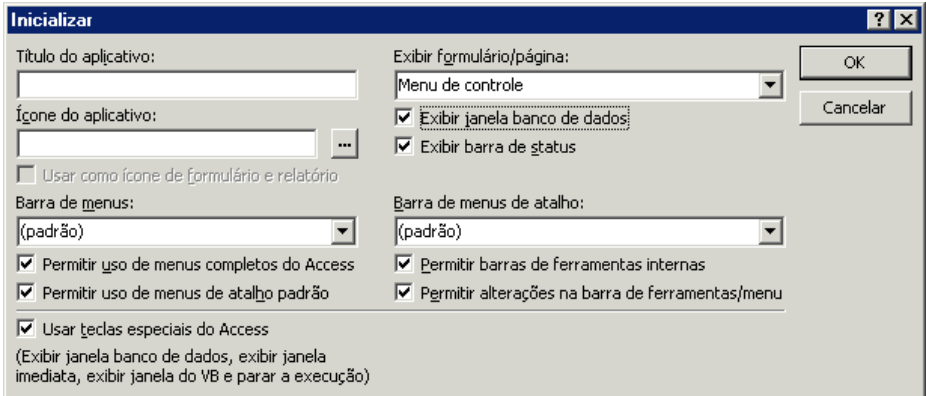 Inicializar
Título do aplicativo:
Exibir formulário/página:
OK
Menu de controle
Ícone do aplicativo:
Exibir janela banco de dados
Cancelar
...
Exibir barra de status
Usar como ícone de formulário e relatório
Barra de menus:
Barra de menus de atalho:
(padrão)
(padrão)
Permitir uso de menus completos do Access
Permitir barras de ferramentas internas
Permitir uso de menus de atalho padrão
Permitir alterações na barra de ferramentas/menu
Usar teclas especiais do Access
(Exibir janela banco de dados, exibir janela
imediata, exibir janela do VB e parar a execução)